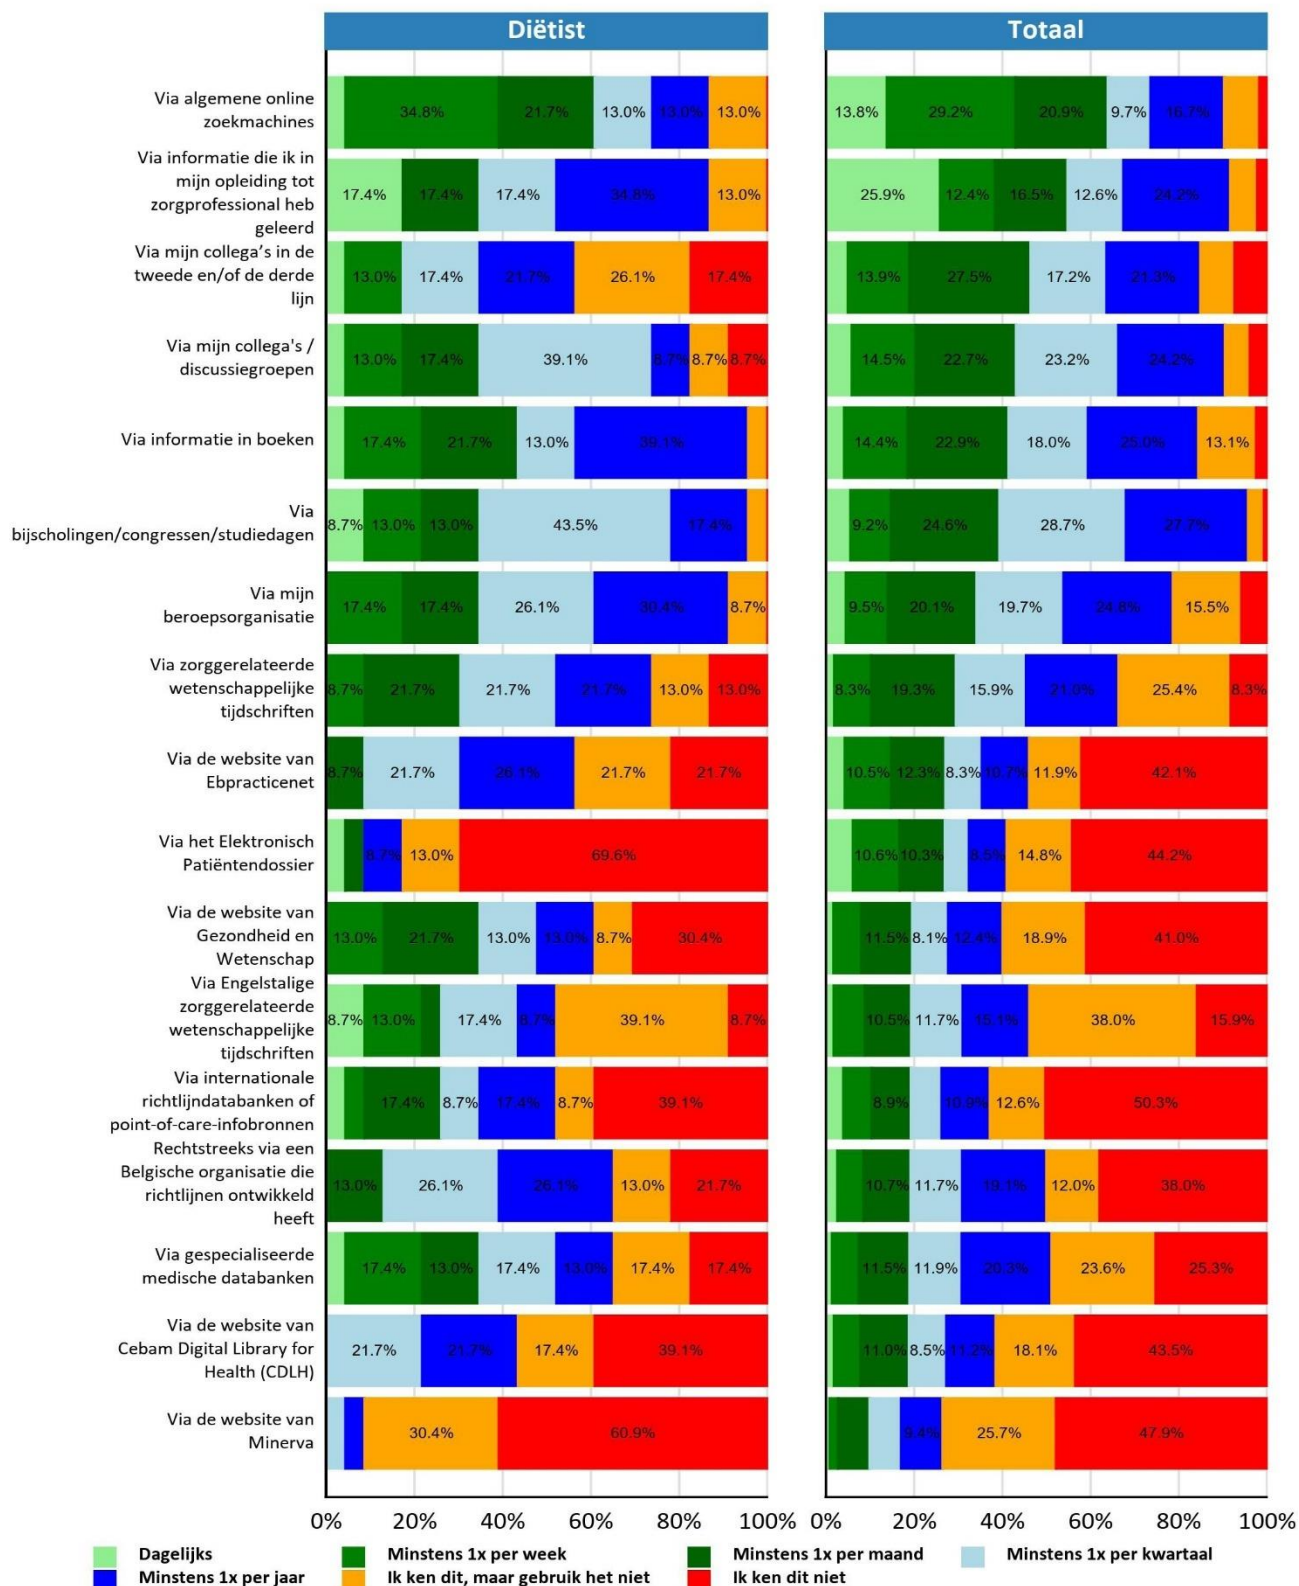 Diëtist Totaal
Via algemene online
zoekmachines
34.8% 21.7% 13.0% 13.0% 13.0% 13.8% 29.2% 20.9% 9.7% 16.7%
Via informatie die ik in
mijn opleiding tot
zorgprofessional heb
geleerd
17.4% 17.4% 17.4% 34.8% 13.0% 25.9% 12.4% 16.5% 12.6% 24.2%
Via mijn collega’s in de
tweede en/of de derde
lijn
13.0% 17.4% 21.7% 26.1% 17.4% 13.9% 27.5% 17.2% 21.3%
Via mijn collega's /
discussiegroepen
13.0% 17.4% 39.1% 8.7% 8.7% 8.7% 14.5% 22.7% 23.2% 24.2%
Via informatie in boeken
17.4% 21.7% 13.0% 39.1% 14.4% 22.9% 18.0% 25.0% 13.1%
Via
bijscholingen/congressen/studiedagen
8.7% 13.0% 13.0% 43.5% 17.4% 9.2% 24.6% 28.7% 27.7%
Via mijn
beroepsorganisatie
17.4% 17.4% 26.1% 30.4% 8.7% 9.5% 20.1% 19.7% 24.8% 15.5%
Via zorggerelateerde
wetenschappelijke
tijdschriften
8.7% 21.7% 21.7% 21.7% 13.0% 13.0% 8.3% 19.3% 15.9% 21.0% 25.4% 8.3%
Via de website van
Ebpracticenet
8.7% 21.7% 26.1% 21.7% 21.7% 10.5% 12.3% 8.3% 10.7% 11.9% 42.1%
Via het Elektronisch
Patiëntendossier
8.7% 13.0% 69.6% 10.6% 10.3% 8.5% 14.8% 44.2%
Via de website van
Gezondheid en
Wetenschap
13.0% 21.7% 13.0% 13.0% 8.7% 30.4% 11.5% 8.1% 12.4% 18.9% 41.0%
Via Engelstalige
zorggerelateerde
wetenschappelijke
tijdschriften
8.7% 13.0% 17.4% 8.7% 39.1% 8.7% 10.5% 11.7% 15.1% 38.0% 15.9%
Via internationale
richtlijndatabanken of
point-of-care-infobronnen
17.4% 8.7% 17.4% 8.7% 39.1% 8.9% 10.9% 12.6% 50.3%
Rechtstreeks via een
Belgische organisatie die
richtlijnen ontwikkeld
heeft
13.0% 26.1% 26.1% 13.0% 21.7% 10.7% 11.7% 19.1% 12.0% 38.0%
Via gespecialiseerde
medische databanken
17.4% 13.0% 17.4% 13.0% 17.4% 17.4% 11.5% 11.9% 20.3% 23.6% 25.3%
Via de website van
Cebam Digital Library for
Health (CDLH)
21.7% 21.7% 17.4% 39.1% 11.0% 8.5% 11.2% 18.1% 43.5%
Via de website van
Minerva
30.4% 60.9% 9.4% 25.7% 47.9%
0% 20% 40% 60% 80% 100% 0% 20% 40% 60% 80% 100%
Dagelijks Minstens 1x per week Minstens 1x per maand Minstens 1x per kwartaal
Minstens 1x per jaar Ik ken dit, maar gebruik het niet Ik ken dit niet